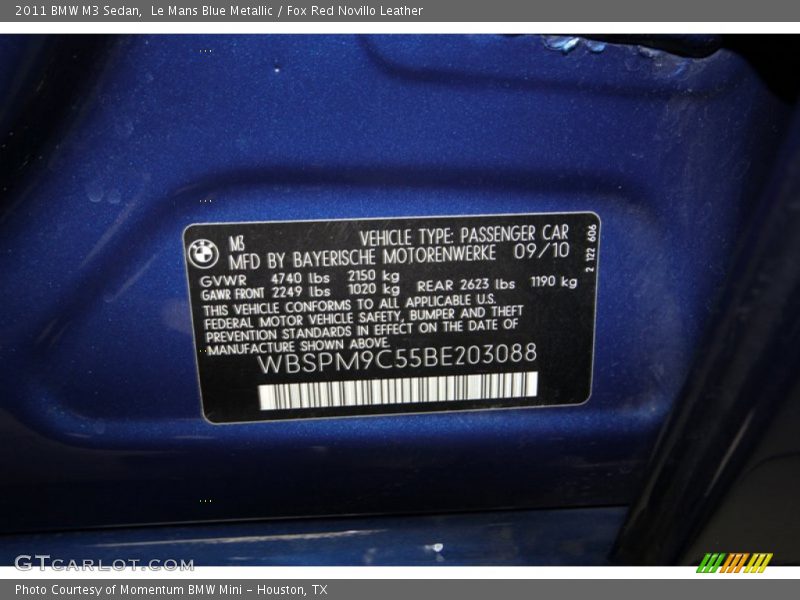 2011 BMW M3 Sedan,  Le Mans Blue Metallic / Fox Red Novillo Leather
M3 VEHICLE TYPE: PASSENGER CAR
MFD BY BAYERISCHE MOTORENWERKE 09/10
GVWR 4740 lbs 2150 kg
GAWR FRONT 2249 lbs 1020 kg REAR 2623 lbs 1190 kg
THIS VEHICLE CONFORMS TO ALL APPLICABLE U.S.
FEDERAL MOTOR VEHICLE SAFETY, BUMPER AND THEFT
PREVENTION STANDARDS IN EFFECT ON THE DATE OF
MANUFACTURE SHOWN ABOVE.
WBSPM9C55BE203088
2 122 606
GTCARLOT.COM
Photo Courtesy of Momentum BMW Mini – Houston, TX